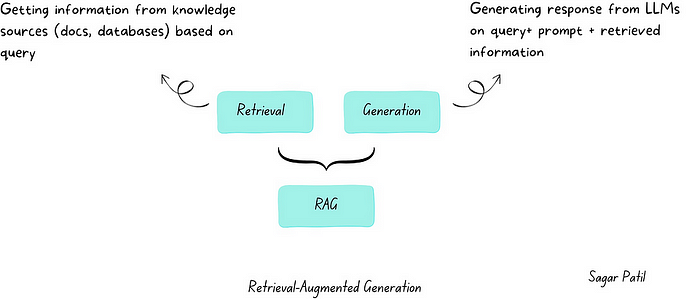 Getting information from knowledge
sources (docs, databases) based on
query
Generating response from LLMs
on query+ prompt + retrieved
information
Retrieval
Generation
RAG
Retrieval-Augmented Generation
Sagar Patil